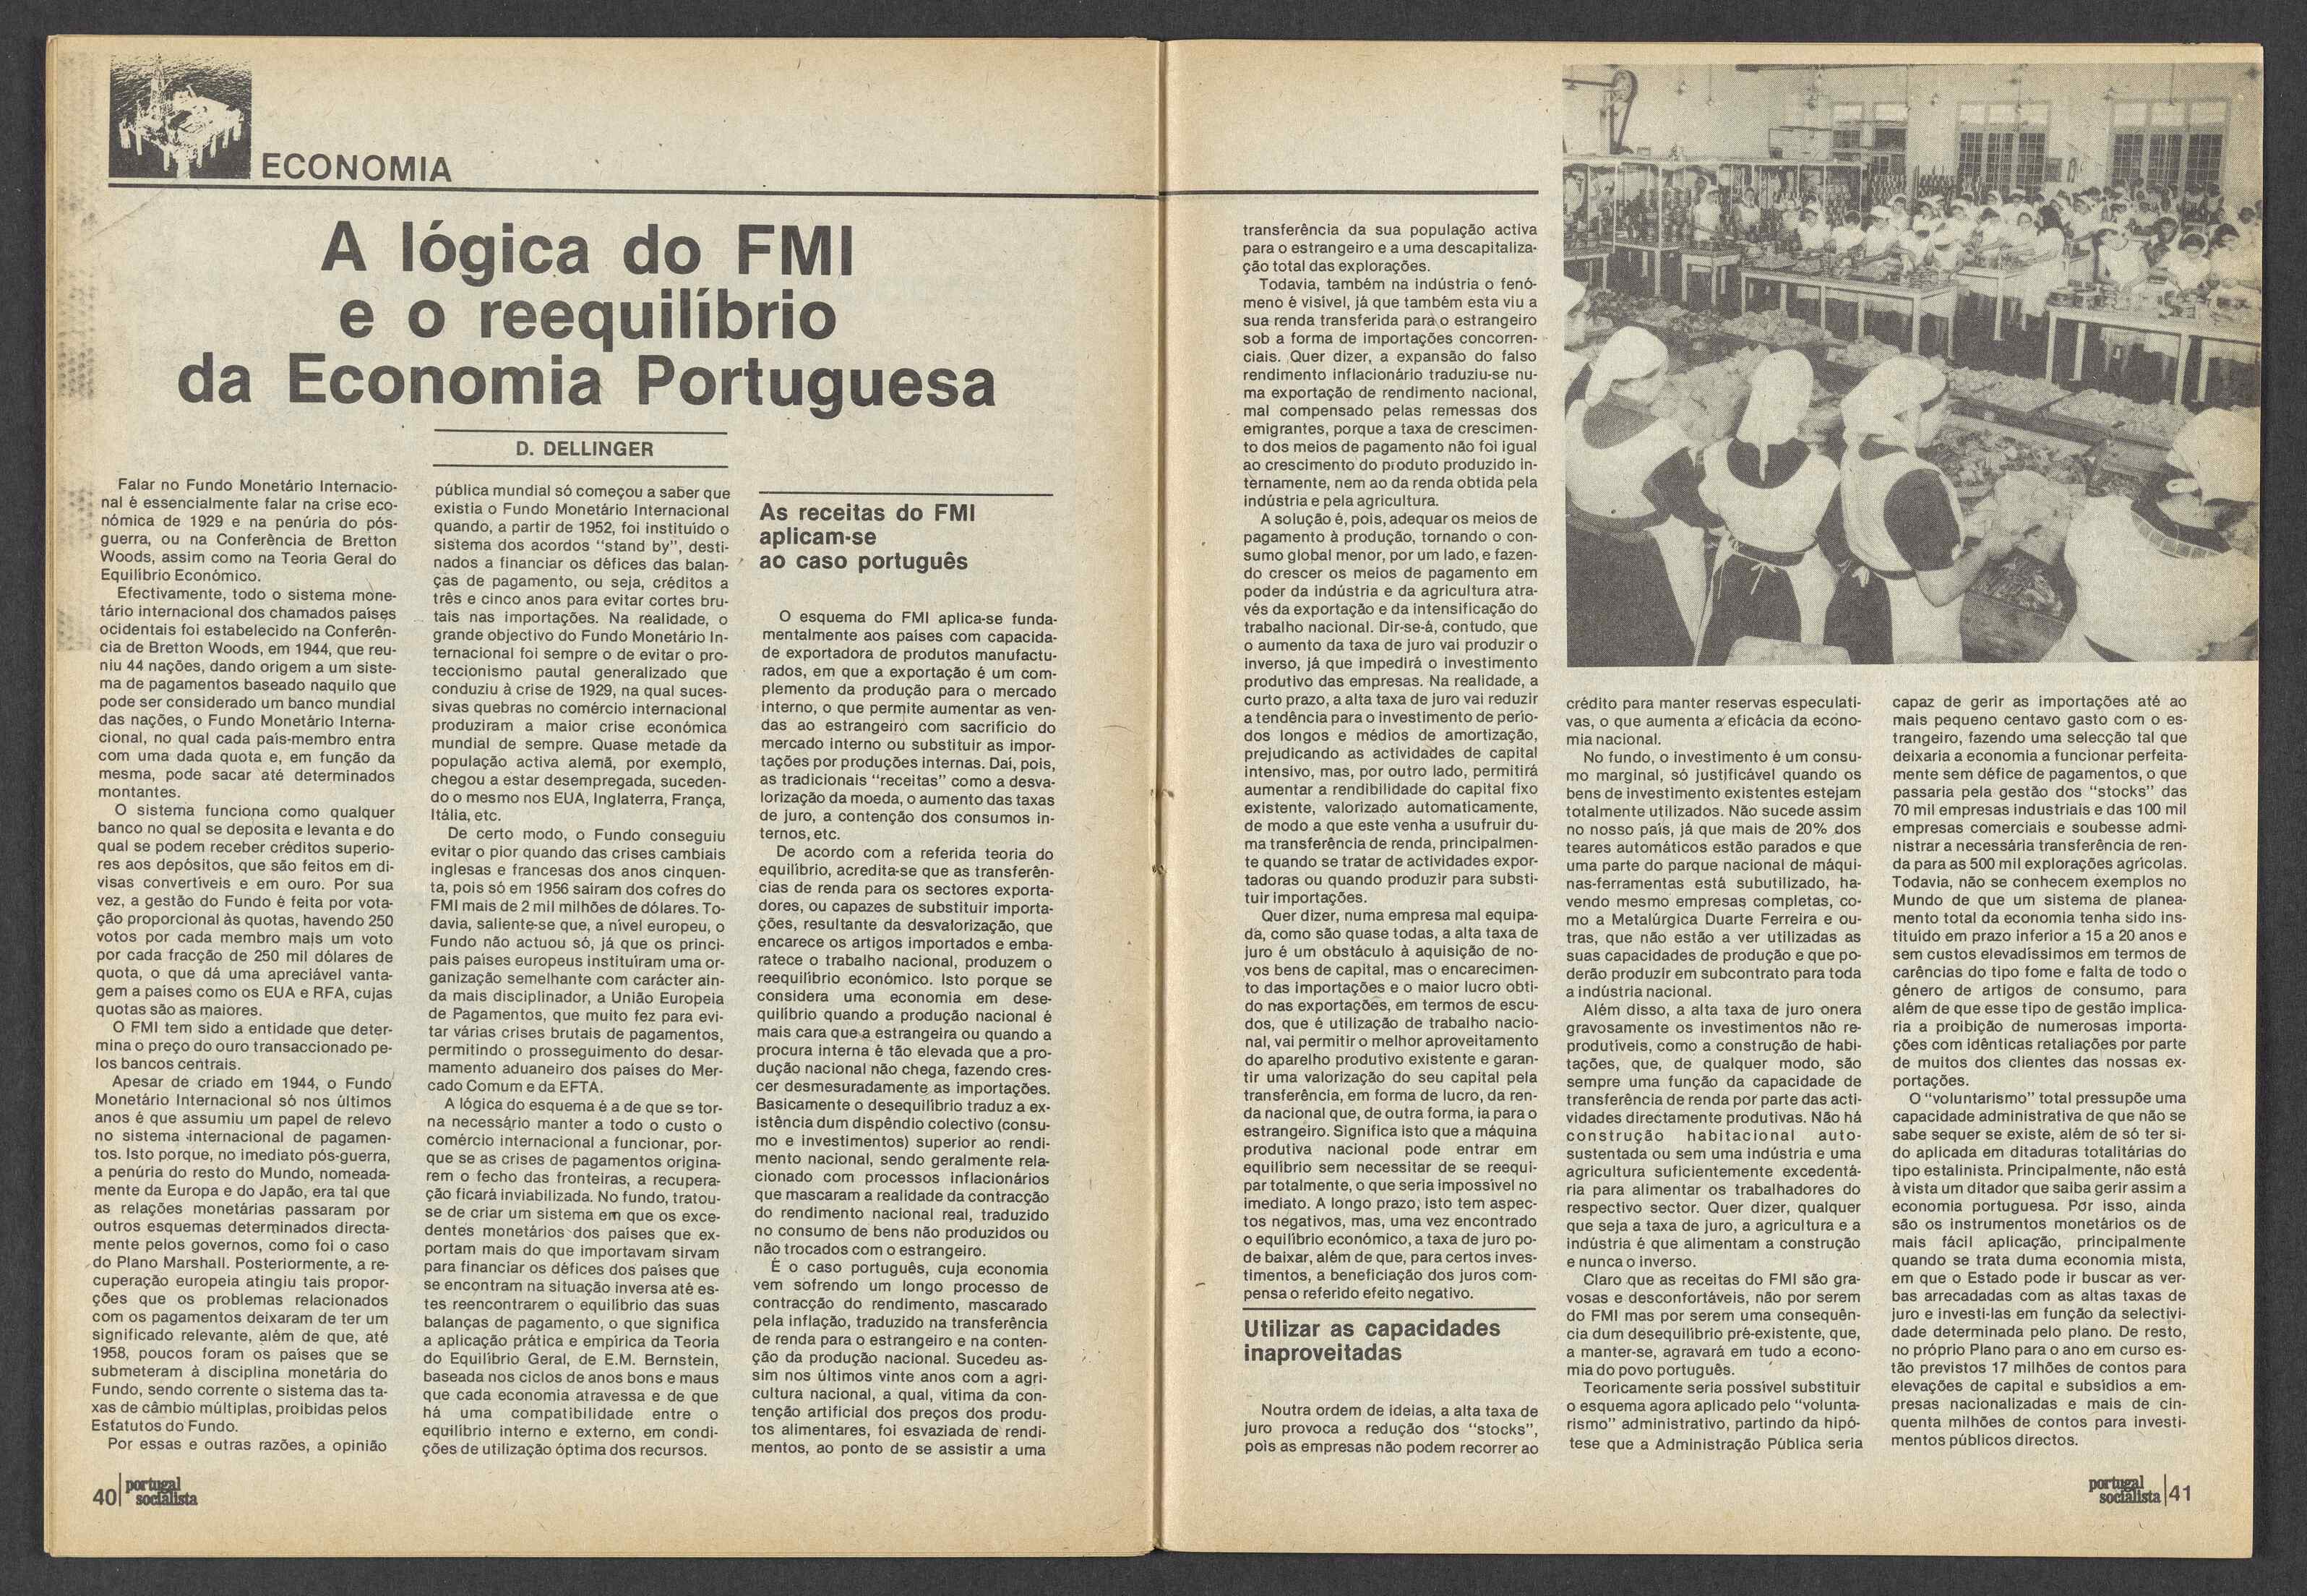 ECONOMIA
A lógica do FMI
e o reequilíbrio
da Economia Portuguesa
D. DELLINGER
Falar no Fundo Monetário Internacio-
nal é essencialmente falar na crise eco-
nómica de 1929 e na penúria do pós-
guerra, ou na Conferência de Bretton
Woods, assim como na Teoria Geral do
Equilíbrio Económico.
Efectivamente, todo o sistema mone-
tário internacional dos chamados países
ocidentais foi estabelecido na Conferên-
cia de Bretton Woods, em 1944, que reu-
niu 44 nações, dando origem a um siste-
ma de pagamentos baseado naquilo que
pode ser considerado um banco mundial
das nações, o Fundo Monetário Interna-
cional, no qual cada país-membro entra
com uma dada quota e, em função da
mesma, pode sacar até determinados
montantes.
O sistema funciona como qualquer
banco no qual se deposita e levanta e do
qual se podem receber créditos superio-
res aos depósitos, que são feitos em di-
visas convertíveis e em ouro. Por sua
vez, a gestão do Fundo é feita por vota-
ção proporcional às quotas, havendo 250
votos por cada membro mais um voto
por cada fracção de 250 mil dólares de
quota, o que dá uma apreciável vanta-
gem a países como os EUA e RFA, cujas
quotas são as maiores.
O FMI tem sido a entidade que deter-
mina o preço do ouro transaccionado pe-
los bancos centrais.
Apesar de criado em 1944, o Fundo
Monetário Internacional só nos últimos
anos é que assumiu um papel de relevo
no sistema internacional de pagamen-
tos. Isto porque, no imediato pós-guerra,
a penúria do resto do Mundo, nomeada-
mente da Europa e do Japão, era tal que
as relações monetárias passaram por
outros esquemas determinados directa-
mente pelos governos, como foi o caso
do Plano Marshall. Posteriormente, a re-
cuperação europeia atingiu tais propor-
ções que os problemas relacionados
com os pagamentos deixaram de ter um
significado relevante, além de que, até
1958, poucos foram os países que se
submeteram à disciplina monetária do
Fundo, sendo corrente o sistema das ta-
xas de câmbio múltiplas, proibidas pelos
Estatutos do Fundo.
Por essas e outras razões, a opinião
pública mundial só começou a saber que
existia o Fundo Monetário Internacional
quando, a partir de 1952, foi instituído o
sistema dos acordos "stand by", desti-
nados a financiar os défices das balan-
ças de pagamento, ou seja, créditos a
três e cinco anos para evitar cortes bru-
tais nas importações. Na realidade, o
grande objectivo do Fundo Monetário In-
ternacional foi sempre o de evitar o pro-
teccionismo pautal generalizado que
conduziu à crise de 1929, na qual suces-
sivas quebras no comércio internacional
produziram a maior crise económica
mundial de sempre. Quase metade da
população activa alemã, por exemplo,
chegou a estar desempregada, suceden-
do o mesmo nos EUA, Inglaterra, França,
Itália, etc.
De certo modo, o Fundo conseguiu
evitar o pior quando das crises cambiais
inglesas e francesas dos anos cinquen-
ta, pois só em 1956 saíram dos cofres do
FMI mais de 2 mil milhões de dólares. To-
davia, saliente-se que, a nível europeu, o
Fundo não actuou só, já que os princi-
pais países europeus instituíram uma or-
ganização semelhante com carácter ain-
da mais disciplinador, a União Europeia
de Pagamentos, que muito fez para evi-
tar várias crises brutais de pagamentos,
permitindo o prosseguimento do desar-
mamento aduaneiro dos países do Mer-
cado Comum e da EFTA.
A lógica do esquema é a de que se tor-
na necessário manter a todo o custo o
comércio internacional a funcionar, por-
que se as crises de pagamentos origina-
rem o fecho das fronteiras, a recupera-
ção ficará inviabilizada. No fundo, tratou-
se de criar um sistema em que os exce-
dentes monetários dos países que ex-
portam mais do que importavam sirvam
para financiar os défices dos países que
se encontram na situação inversa até es-
tes reencontrarem o equilíbrio das suas
balanças de pagamento, o que significa
a aplicação prática e empírica da Teoria
do Equilíbrio Geral, de E.M. Bernstein,
baseada nos ciclos de anos bons e maus
que cada economia atravessa e de que
há uma compatibilidade entre o
equilíbrio interno e externo, em condi-
ções de utilização óptima dos recursos.
As receitas do FMI
aplicam-se
ao caso português
O esquema do FMI aplica-se funda-
mentalmente aos países com capacida-
de exportadora de produtos manufactu-
rados, em que a exportação é um com-
plemento da produção para o mercado
interno, o que permite aumentar as ven-
das ao estrangeiro com sacrifício do
mercado interno ou substituir as impor-
tações por produções internas. Daí, pois,
as tradicionais "receitas" como a desva-
lorização da moeda, o aumento das taxas
de juro, a contenção dos consumos in-
ternos, etc.
De acordo com a referida teoria do
equilíbrio, acredita-se que as transferên-
cias de renda para os sectores exporta-
dores, ou capazes de substituir importa-
ções, resultante da desvalorização, que
encarece os artigos importados e emba-
ratece o trabalho nacional, produzem o
reequilíbrio económico. Isto porque se
considera uma economia em dese-
quilíbrio quando a produção nacional é
mais cara que a estrangeira ou quando a
procura interna é tão elevada que a pro-
dução nacional não chega, fazendo cres-
cer desmesuradamente as importações.
Basicamente o desequilíbrio traduz a ex-
istência dum dispêndio colectivo (consu-
mo e investimentos) superior ao rendi-
mento nacional, sendo geralmente rela-
cionado com processos inflacionários
que mascaram a realidade da contracção
do rendimento nacional real, traduzido
no consumo de bens não produzidos ou
não trocados com o estrangeiro.
É o caso português, cuja economia
vem sofrendo um longo processo de
contracção do rendimento, mascarado
pela inflação, traduzido na transferência
de renda para o estrangeiro e na conten-
ção da produção nacional. Sucedeu as-
sim nos últimos vinte anos com a agri-
cultura nacional, a qual, vítima da con-
tenção artificial dos preços dos produ-
tos alimentares, foi esvaziada de rendi-
mentos, ao ponto de se assistir a uma
40 portugal
socialista
transferência da sua população activa
para o estrangeiro e a uma descapitaliza-
ção total das explorações.
Todavia, também na indústria o fenó-
meno é visível, já que também esta viu a
sua renda transferida para o estrangeiro
sob a forma de importações concorren-
ciais. Quer dizer, a expansão do falso
rendimento inflacionário traduziu-se nu-
ma exportação de rendimento nacional,
mal compensado pelas remessas dos
emigrantes, porque a taxa de crescimen-
to dos meios de pagamento não foi igual
ao crescimento do produto produzido in-
ternamente, nem ao da renda obtida pela
indústria e pela agricultura.
A solução é, pois, adequar os meios de
pagamento à produção, tornando o con-
sumo global menor, por um lado, e fazen-
do crescer os meios de pagamento em
poder da indústria e da agricultura atra-
vés da exportação e da intensificação do
trabalho nacional. Dir-se-á, contudo, que
o aumento da taxa de juro vai produzir o
inverso, já que impedirá o investimento
produtivo das empresas. Na realidade, a
curto prazo, a alta taxa de juro vai reduzir
a tendência para o investimento de perío-
dos longos e médios de amortização,
prejudicando as actividades de capital
intensivo, mas, por outro lado, permitirá
aumentar a rendibilidade do capital fixo
existente, valorizado automaticamente,
de modo a que este venha a usufruir du-
ma transferência de renda, principalmen-
te quando se tratar de actividades expor-
tadoras ou quando produzir para substi-
tuir importações.
Quer dizer, numa empresa mal equipa-
da, como são quase todas, a alta taxa de
juro é um obstáculo à aquisição de no-
vos bens de capital, mas o encarecimen-
to das importações e o maior lucro obti-
do nas exportações, em termos de escu-
dos, que é utilização de trabalho nacio-
nal, vai permitir o melhor aproveitamento
do aparelho produtivo existente e garan-
tir uma valorização do seu capital pela
transferência, em forma de lucro, da ren-
da nacional que, de outra forma, ia para o
estrangeiro. Significa isto que a máquina
produtiva nacional pode entrar em
equilíbrio sem necessitar de se reequi-
par totalmente, o que seria impossível no
imediato. A longo prazo, isto tem aspec-
tos negativos, mas, uma vez encontrado
o equilíbrio económico, a taxa de juro po-
de baixar, além de que, para certos inves-
timentos, a beneficiação dos juros com-
pensa o referido efeito negativo.
Utilizar as capacidades
inaproveitadas
Noutra ordem de ideias, a alta taxa de
juro provoca a redução dos "stocks",
pois as empresas não podem recorrer ao
crédito para manter reservas especulati-
vas, o que aumenta a eficácia da econo-
mia nacional.
No fundo, o investimento é um consu-
mo marginal, só justificável quando os
bens de investimento existentes estejam
totalmente utilizados. Não sucede assim
no nosso país, já que mais de 20% dos
teares automáticos estão parados e que
uma parte do parque nacional de máqui-
nas-ferramentas está subutilizado, ha-
vendo mesmo empresas completas, co-
mo a Metalúrgica Duarte Ferreira e ou-
tras, que não estão a ver utilizadas as
suas capacidades de produção e que po-
derão produzir em subcontrato para toda
a indústria nacional.
Além disso, a alta taxa de juro onera
gravosamente os investimentos não re-
produtíveis, como a construção de habi-
tações, que, de qualquer modo, são
sempre uma função da capacidade de
transferência de renda por parte das acti-
vidades directamente produtivas. Não há
construção habitacional auto-
sustentada ou sem uma indústria e uma
agricultura suficientemente excedentá-
ria para alimentar os trabalhadores do
respectivo sector. Quer dizer, qualquer
que seja a taxa de juro, a agricultura e a
indústria é que alimentam a construção
e nunca o inverso.
Claro que as receitas do FMI são gra-
vosas e desconfortáveis, não por serem
do FMI mas por serem uma consequên-
cia dum desequilíbrio pré-existente, que,
a manter-se, agravará em tudo a econo-
mia do povo português.
Teoricamente seria possível substituir
o esquema agora aplicado pelo "volunta-
rismo" administrativo, partindo da hipó-
tese que a Administração Pública seria
capaz de gerir as importações até ao
mais pequeno centavo gasto com o es-
trangeiro, fazendo uma selecção tal que
deixaria a economia a funcionar perfeita-
mente sem défice de pagamentos, o que
passaria pela gestão dos "stocks" das
70 mil empresas industriais e das 100 mil
empresas comerciais e soubesse admi-
nistrar a necessária transferência de ren-
da para as 500 mil explorações agrícolas.
Todavia, não se conhecem exemplos no
Mundo de que um sistema de planea-
mento total da economia tenha sido ins-
tituído em prazo inferior a 15 a 20 anos e
sem custos elevadíssimos em termos de
carências do tipo fome e falta de todo o
género de artigos de consumo, para
além de que esse tipo de gestão implica-
ria a proibição de numerosas importa-
ções com idênticas retaliações por parte
de muitos dos clientes das nossas ex-
portações.
O "voluntarismo" total pressupõe uma
capacidade administrativa de que não se
sabe sequer se existe, além de só ter si-
do aplicada em ditaduras totalitárias do
tipo estalinista. Principalmente, não está
à vista um ditador que saiba gerir assim a
economia portuguesa. Por isso, ainda
são os instrumentos monetários os de
mais fácil aplicação, principalmente
quando se trata duma economia mista,
em que o Estado pode ir buscar as ver-
bas arrecadadas com as altas taxas de
juro e investi-las em função da selectivi-
dade determinada pelo plano. De resto,
no próprio Plano para o ano em curso es-
tão previstos 17 milhões de contos para
elevações de capital e subsídios a em-
presas nacionalizadas e mais de cin-
quenta milhões de contos para investi-
mentos públicos directos.
portugal
socialista 41